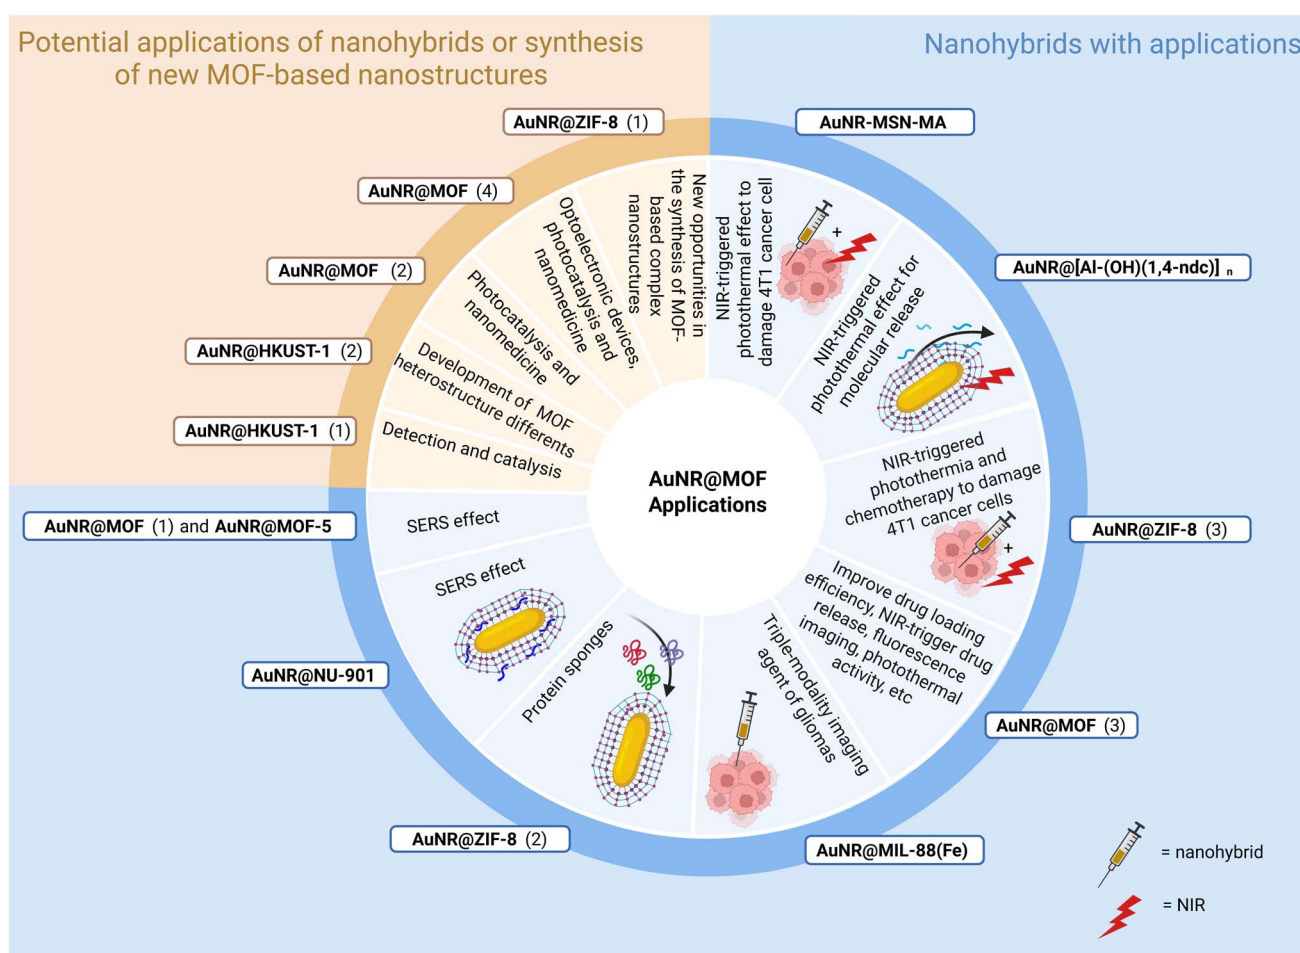 Potential applications of nanohybrids or synthesis
of new MOF-based nanostructures
Nanohybrids with applications
AuNR@ZIF-8 (1)
AuNR@MOF (4)
AuNR@MOF (2)
AuNR@HKUST-1 (2)
AuNR@HKUST-1 (1)
AuNR@MOF (1) and AuNR@MOF-5
AuNR@NU-901
AuNR@ZIF-8 (2)
AuNR@MIL-88(Fe)
AuNR@MOF (3)
AuNR@ZIF-8 (3)
AuNR@[Al-(OH)(1,4-ndc)] n
AuNR-MSN-MA
New opportunities in
the synthesis of MOF-
based complex
nanostructures
Optoelectronic devices,
photocatalysis and
nanomedicine
Photocatalysis and
nanomedicine
Development of MOF
heterostructure differents
Detection and catalysis
SERS effect
SERS effect
Protein sponges
Triple-modality imaging
agent of gliomas
Improve drug loading
efficiency, NIR-trigger drug
release, fluorescence
imaging, photothermal
activity, etc
NIR-triggered
photothermia and
chemotherapy to damage
4T1 cancer cells
+
NIR-triggered
photothermal effect for
molecular release
NIR-triggered
photothermal effect to
damage 4T1 cancer cell
+
AuNR@MOF
Applications
= nanohybrid
= NIR